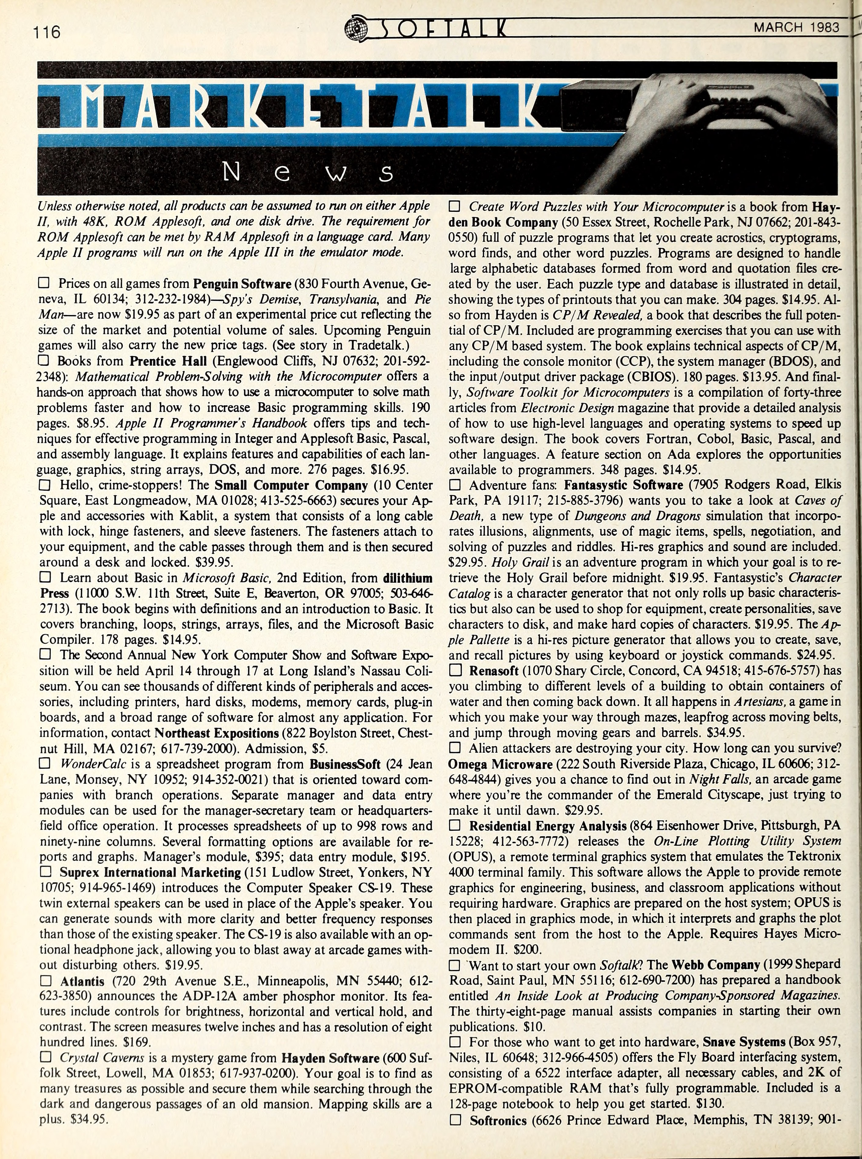 116
SOFTALK
MARCH 1983
MARKETALK
News
Unless otherwise noted, all products can be assumed to run on either Apple
II, with 48K, ROM Applesoft, and one disk drive. The requirement for
ROM Applesoft can be met by RAM Applesoft in a language card. Many
Apple II programs will run on the Apple III in the emulator mode.
☐ Prices on all games from Penguin Software (830 Fourth Avenue, Ge-
neva, IL 60134; 312-232-1984)—Spy's Demise, Transylvania, and Pie
Man—are now $19.95 as part of an experimental price cut reflecting the
size of the market and potential volume of sales. Upcoming Penguin
games will also carry the new price tags. (See story in Tradetalk.)
☐ Books from Prentice Hall (Englewood Cliffs, NJ 07632; 201-592-
2348): Mathematical Problem-Solving with the Microcomputer offers a
hands-on approach that shows how to use a microcomputer to solve math
problems faster and how to increase Basic programming skills. 190
pages. $8.95. Apple II Programmer's Handbook offers tips and tech-
niques for effective programming in Integer and Applesoft Basic, Pascal,
and assembly language. It explains features and capabilities of each lan-
guage, graphics, string arrays, DOS, and more. 276 pages. $16.95.
☐ Hello, crime-stoppers! The Small Computer Company (10 Center
Square, East Longmeadow, MA 01028; 413-525-6663) secures your Ap-
ple and accessories with Kablit, a system that consists of a long cable
with lock, hinge fasteners, and sleeve fasteners. The fasteners attach to
your equipment, and the cable passes through them and is then secured
around a desk and locked. $39.95.
☐ Learn about Basic in Microsoft Basic, 2nd Edition, from dilithium
Press (11000 S.W. 11th Street, Suite E, Beaverton, OR 97005; 503-646-
2713). The book begins with definitions and an introduction to Basic. It
covers branching, loops, strings, arrays, files, and the Microsoft Basic
Compiler. 178 pages. $14.95.
☐ The Second Annual New York Computer Show and Software Expo-
sition will be held April 14 through 17 at Long Island's Nassau Coli-
seum. You can see thousands of different kinds of peripherals and acces-
sories, including printers, hard disks, modems, memory cards, plug-in
boards, and a broad range of software for almost any application. For
information, contact Northeast Expositions (822 Boylston Street, Chest-
nut Hill, MA 02167; 617-739-2000). Admission, $5.
☐ WonderCalc is a spreadsheet program from BusinessSoft (24 Jean
Lane, Monsey, NY 10952; 914-352-0021) that is oriented toward com-
panies with branch operations. Separate manager and data entry
modules can be used for the manager-secretary team or headquarters-
field office operation. It processes spreadsheets of up to 998 rows and
ninety-nine columns. Several formatting options are available for re-
ports and graphs. Manager's module, $395; data entry module, $195.
☐ Suprex International Marketing (151 Ludlow Street, Yonkers, NY
10705; 914-965-1469) introduces the Computer Speaker CS-19. These
twin external speakers can be used in place of the Apple's speaker. You
can generate sounds with more clarity and better frequency responses
than those of the existing speaker. The CS-19 is also available with an op-
tional headphone jack, allowing you to blast away at arcade games with-
out disturbing others. $19.95.
☐ Atlantis (720 29th Avenue S.E., Minneapolis, MN 55440; 612-
623-3850) announces the ADP-12A amber phosphor monitor. Its fea-
tures include controls for brightness, horizontal and vertical hold, and
contrast. The screen measures twelve inches and has a resolution of eight
hundred lines. $169.
☐ Crystal Caverns is a mystery game from Hayden Software (600 Suf-
folk Street, Lowell, MA 01853; 617-937-0200). Your goal is to find as
many treasures as possible and secure them while searching through the
dark and dangerous passages of an old mansion. Mapping skills are a
plus. $34.95.
☐ Create Word Puzzles with Your Microcomputer is a book from Hay-
den Book Company (50 Essex Street, Rochelle Park, NJ 07662; 201-843-
0550) full of puzzle programs that let you create acrostics, cryptograms,
word finds, and other word puzzles. Programs are designed to handle
large alphabetic databases formed from word and quotation files cre-
ated by the user. Each puzzle type and database is illustrated in detail,
showing the types of printouts that you can make. 304 pages. $14.95. Al-
so from Hayden is CP/M Revealed, a book that describes the full poten-
tial of CP/M. Included are programming exercises that you can use with
any CP/M based system. The book explains technical aspects of CP/M,
including the console monitor (CCP), the system manager (BDOS), and
the input/output driver package (CBIOS). 180 pages. $13.95. And final-
ly, Software Toolkit for Microcomputers is a compilation of forty-three
articles from Electronic Design magazine that provide a detailed analysis
of how to use high-level languages and operating systems to speed up
software design. The book covers Fortran, Cobol, Basic, Pascal, and
other languages. A feature section on Ada explores the opportunities
available to programmers. 348 pages. $14.95.
☐ Adventure fans: Fantasystic Software (7905 Rodgers Road, Elkis
Park, PA 19117; 215-885-3796) wants you to take a look at Caves of
Death, a new type of Dungeons and Dragons simulation that incorpo-
rates illusions, alignments, use of magic items, spells, negotiation, and
solving of puzzles and riddles. Hi-res graphics and sound are included.
$29.95. Holy Grail is an adventure program in which your goal is to re-
trieve the Holy Grail before midnight. $19.95. Fantasystic's Character
Catalog is a character generator that not only rolls up basic characteris-
tics but also can be used to shop for equipment, create personalities, save
characters to disk, and make hard copies of characters. $19.95. The Ap-
ple Pallette is a hi-res picture generator that allows you to create, save,
and recall pictures by using keyboard or joystick commands. $24.95.
☐ Renasoft (1070 Shary Circle, Concord, CA 94518; 415-676-5757) has
you climbing to different levels of a building to obtain containers of
water and then coming back down. It all happens in Artesians, a game in
which you make your way through mazes, leapfrog across moving belts,
and jump through moving gears and barrels. $34.95.
☐ Alien attackers are destroying your city. How long can you survive?
Omega Microware (222 South Riverside Plaza, Chicago, IL 60606; 312-
648-4844) gives you a chance to find out in Night Falls, an arcade game
where you're the commander of the Emerald Cityscape, just trying to
make it until dawn. $29.95.
☐ Residential Energy Analysis (864 Eisenhower Drive, Pittsburgh, PA
15228; 412-563-7772) releases the On-Line Plotting Utility System
(OPUS), a remote terminal graphics system that emulates the Tektronix
4000 terminal family. This software allows the Apple to provide remote
graphics for engineering, business, and classroom applications without
requiring hardware. Graphics are prepared on the host system; OPUS is
then placed in graphics mode, in which it interprets and graphs the plot
commands sent from the host to the Apple. Requires Hayes Micro-
modem II. $200.
☐ Want to start your own Softalk? The Webb Company (1999 Shepard
Road, Saint Paul, MN 55116; 612-690-7200) has prepared a handbook
entitled An Inside Look at Producing Company-Sponsored Magazines.
The thirty-eight-page manual assists companies in starting their own
publications. $10.
☐ For those who want to get into hardware, Snave Systems (Box 957,
Niles, IL 60648; 312-966-4505) offers the Fly Board interfacing system,
consisting of a 6522 interface adapter, all necessary cables, and 2K of
EPROM-compatible RAM that's fully programmable. Included is a
128-page notebook to help you get started. $130.
☐ Softronics (6626 Prince Edward Place, Memphis, TN 38139; 901-